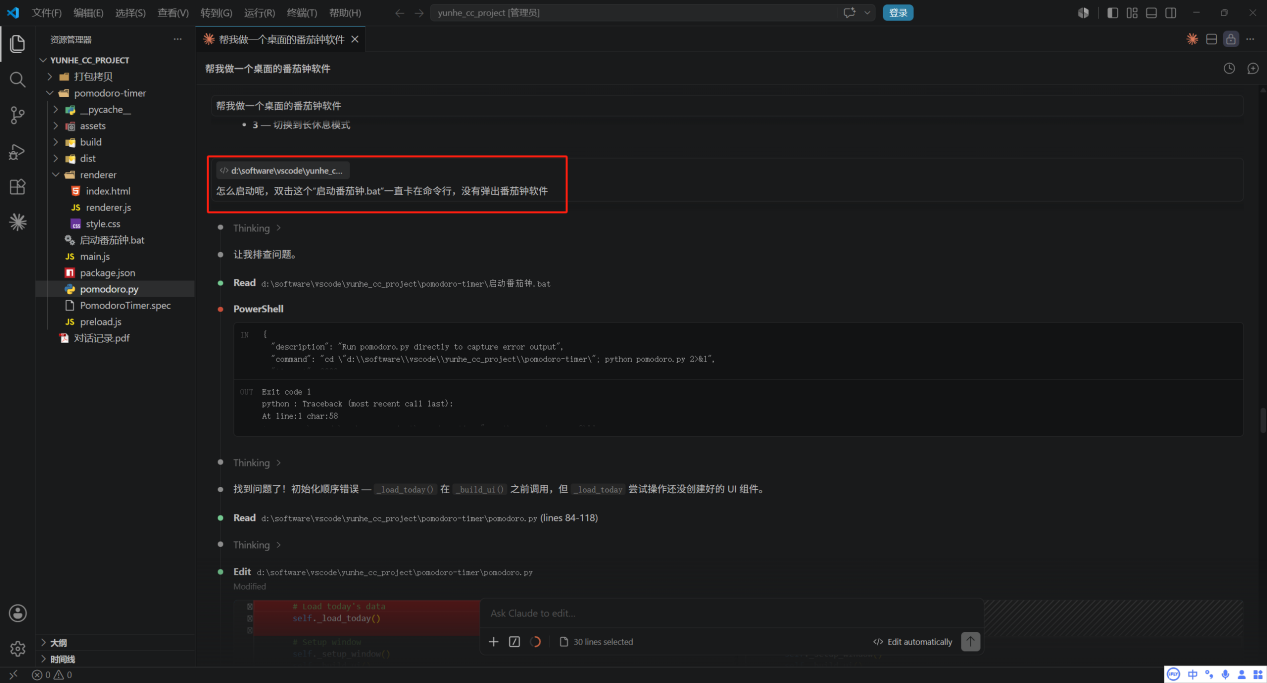 文件(F) 编辑(E) 选择(S) 查看(V) 转到(G) 运行(R) 终端(T) 帮助(H) yunhe_cc_project [管理员] 登录
资源管理器
帮我做一个桌面的番茄钟软件
YUNHE_CC_PROJECT
打包拷贝
pomodoro-timer
__pycache__
assets
build
dist
renderer
index.html
renderer.js
style.css
启动番茄钟.bat
main.js
package.json
pomodoro.py
PomodoroTimer.spec
preload.js
对话记录.pdf
大纲
时间线
帮我做一个桌面的番茄钟软件
帮我做一个桌面的番茄钟软件
• 3 — 切换到长休息模式
d:\software\vscode\yunhe_c...
怎么启动呢，双击这个“启动番茄钟.bat”一直卡在命令行，没有弹出番茄钟软件
Thinking
让我排查问题。
Read d:\software\vscode\yunhe_cc_project\pomodoro-timer\启动番茄钟.bat
PowerShell
IN {
"description": "Run pomodoro.py directly to capture error output",
"command": "cd \"d:\\software\\vscode\\yunhe_cc_project\\pomodoro-timer\"; python pomodoro.py 2>&1",
OUT Exit code 1
python : Traceback (most recent call last):
At line:1 char:58
Thinking
找到问题了！初始化顺序错误 — _load_today() 在 _build_ui() 之前调用，但 _load_today 尝试操作还没创建好的 UI 组件。
Read d:\software\vscode\yunhe_cc_project\pomodoro-timer\pomodoro.py (lines 84-118)
Thinking
Edit d:\software\vscode\yunhe_cc_project\pomodoro-timer\pomodoro.py
Modified
# Load today's data
self._load_today()
# Setup window
self._setup_window()
Ask Claude to edit...
30 lines selected
Edit automatically
0 0
中